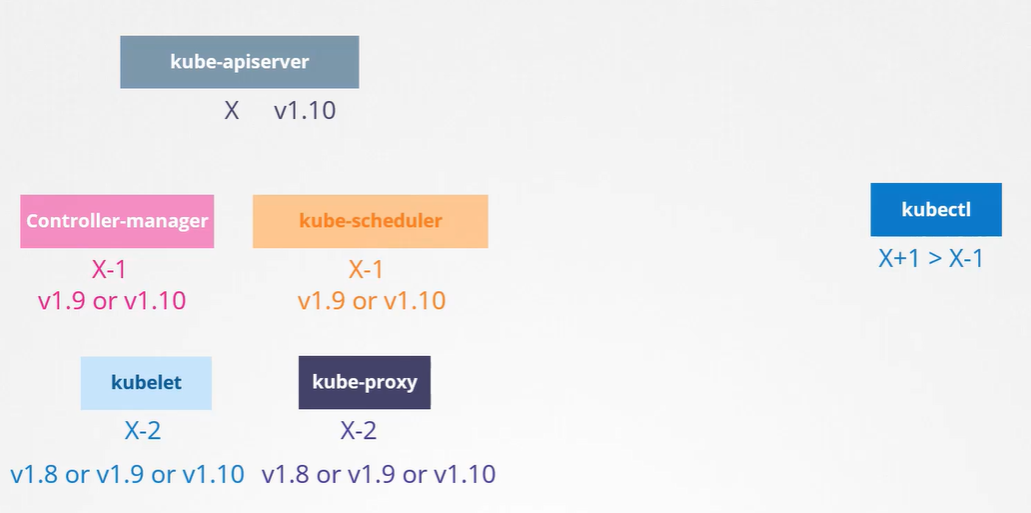 kube-apiserver
X v1.10
Controller-manager
X-1
v1.9 or v1.10
kube-scheduler
X-1
v1.9 or v1.10
kubectl
X+1 > X-1
kubelet
X-2
v1.8 or v1.9 or v1.10
kube-proxy
X-2
v1.8 or v1.9 or v1.10